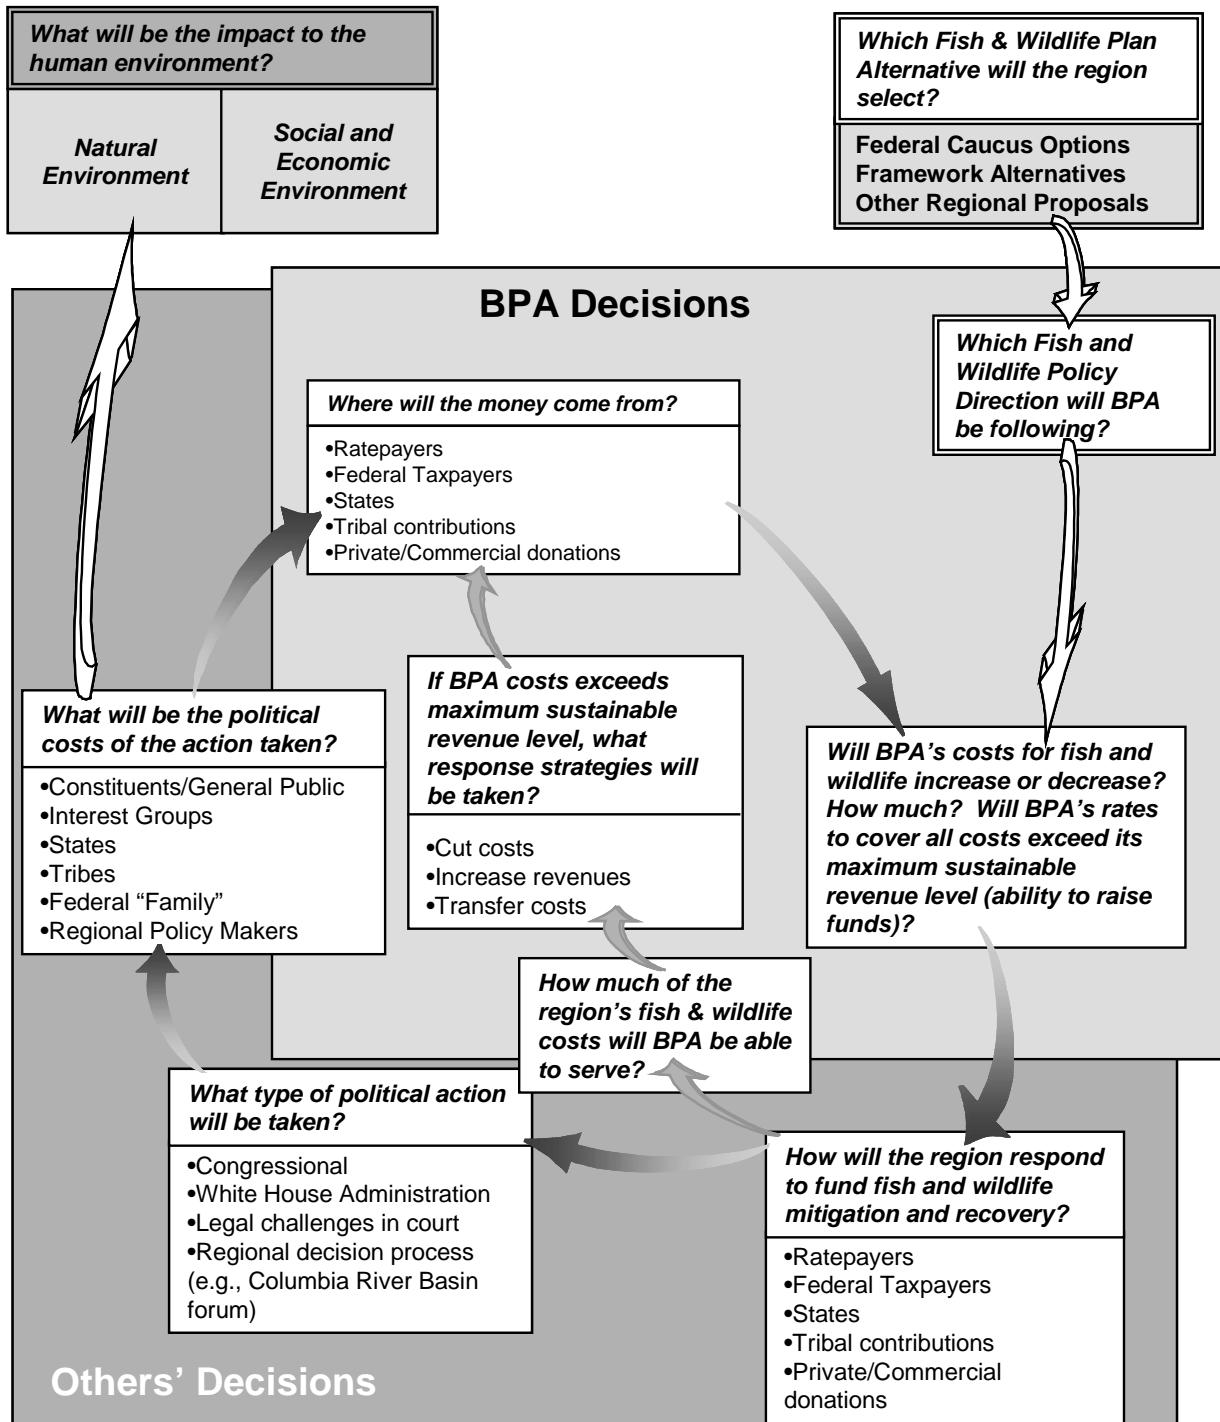 What will be the impact to the
human environment?
Natural
Environment
Social and
Economic
Environment
Which Fish & Wildlife Plan
Alternative will the region
select?
Federal Caucus Options
Framework Alternatives
Other Regional Proposals
BPA Decisions
Which Fish and
Wildlife Policy
Direction will BPA
be following?
Where will the money come from?
•Ratepayers
•Federal Taxpayers
•States
•Tribal contributions
•Private/Commercial donations
If BPA costs exceeds
maximum sustainable
revenue level, what
response strategies will
be taken?
•Cut costs
•Increase revenues
•Transfer costs
What will be the political
costs of the action taken?
•Constituents/General Public
•Interest Groups
•States
•Tribes
•Federal “Family”
•Regional Policy Makers
Will BPA’s costs for fish and
wildlife increase or decrease?
How much?  Will BPA’s rates
to cover all costs exceed its
maximum sustainable
revenue level (ability to raise
funds)?
How much of the
region’s fish & wildlife
costs will BPA be able
to serve?
What type of political action
will be taken?
•Congressional
•White House Administration
•Legal challenges in court
•Regional decision process
(e.g., Columbia River Basin
forum)
How will the region respond
to fund fish and wildlife
mitigation and recovery?
•Ratepayers
•Federal Taxpayers
•States
•Tribal contributions
•Private/Commercial
donations
Others’ Decisions